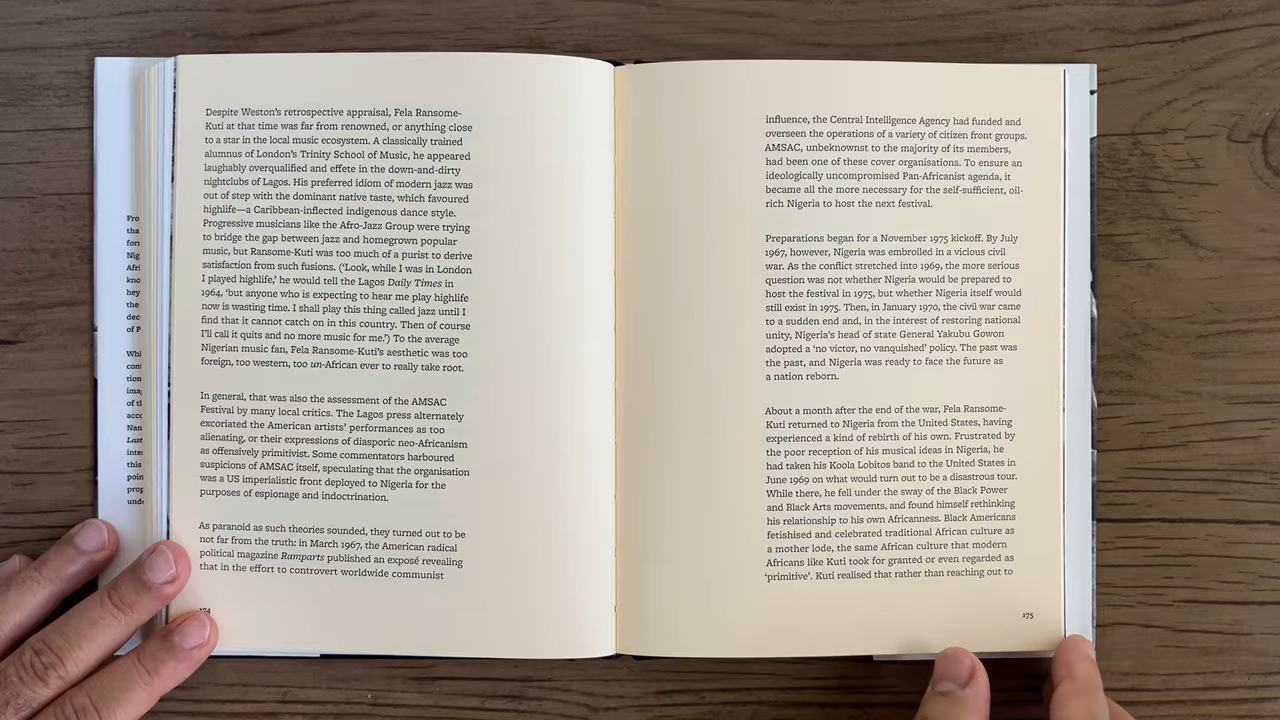 Pro
tha
for
Nig
Afri
kno
hey
the
dec
of P
Whi
con
tion
ima
of t
acc
Nan
Last
inte
this
poin
prop
und
Despite Weston’s retrospective appraisal, Fela Ransome-
Kuti at that time was far from renowned, or anything close
to a star in the local music ecosystem. A classically trained
alumnus of London’s Trinity School of Music, he appeared
laughably overqualified and effete in the down-and-dirty
nightclubs of Lagos. His preferred idiom of modern jazz was
out of step with the dominant native taste, which favoured
highlife—a Caribbean-inflected indigenous dance style.
Progressive musicians like the Afro-Jazz Group were trying
to bridge the gap between jazz and homegrown popular
music, but Ransome-Kuti was too much of a purist to derive
satisfaction from such fusions. (‘Look, while I was in London
I played highlife,’ he would tell the Lagos Daily Times in
1964, ‘but anyone who is expecting to hear me play highlife
now is wasting time. I shall play this thing called jazz until I
find that it cannot catch on in this country. Then of course
I’ll call it quits and no more music for me.’) To the average
Nigerian music fan, Fela Ransome-Kuti’s aesthetic was too
foreign, too western, too un-African ever to really take root.
In general, that was also the assessment of the AMSAC
Festival by many local critics. The Lagos press alternately
excoriated the American artists’ performances as too
alienating, or their expressions of diasporic neo-Africanism
as offensively primitivist. Some commentators harboured
suspicions of AMSAC itself, speculating that the organisation
was a US imperialistic front deployed to Nigeria for the
purposes of espionage and indoctrination.
As paranoid as such theories sounded, they turned out to be
not far from the truth: in March 1967, the American radical
political magazine Ramparts published an exposé revealing
that in the effort to controvert worldwide communist
174
influence, the Central Intelligence Agency had funded and
overseen the operations of a variety of citizen front groups.
AMSAC, unbeknownst to the majority of its members,
had been one of these cover organisations. To ensure an
ideologically uncompromised Pan-Africanist agenda, it
became all the more necessary for the self-sufficient, oil-
rich Nigeria to host the next festival.
Preparations began for a November 1975 kickoff. By July
1967, however, Nigeria was embroiled in a vicious civil
war. As the conflict stretched into 1969, the more serious
question was not whether Nigeria would be prepared to
host the festival in 1975, but whether Nigeria itself would
still exist in 1975. Then, in January 1970, the civil war came
to a sudden end and, in the interest of restoring national
unity, Nigeria’s head of state General Yakubu Gowon
adopted a ‘no victor, no vanquished’ policy. The past was
the past, and Nigeria was ready to face the future as
a nation reborn.
About a month after the end of the war, Fela Ransome-
Kuti returned to Nigeria from the United States, having
experienced a kind of rebirth of his own. Frustrated by
the poor reception of his musical ideas in Nigeria, he
had taken his Koola Lobitos band to the United States in
June 1969 on what would turn out to be a disastrous tour.
While there, he fell under the sway of the Black Power
and Black Arts movements, and found himself rethinking
his relationship to his own Africanness. Black Americans
fetishised and celebrated traditional African culture as
a mother lode, the same African culture that modern
Africans like Kuti took for granted or even regarded as
‘primitive’. Kuti realised that rather than reaching out to
175